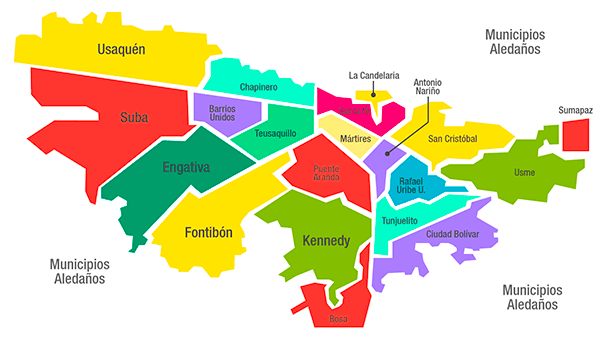 Usaquén
Municipios
Aledaños
La Candelaria
Antonio
Nariño
Chapinero
Sumapaz
Barrios
Unidos
Suba
Teusaquillo
Mártires
San Cristóbal
Engativa
Puente
Aranda
Usme
Rafael
Uribe U.
Fontibón
Kennedy
Tunjuelito
Ciudad Bolívar
Municipios
Aledaños
Municipios
Aledaños
Bosa